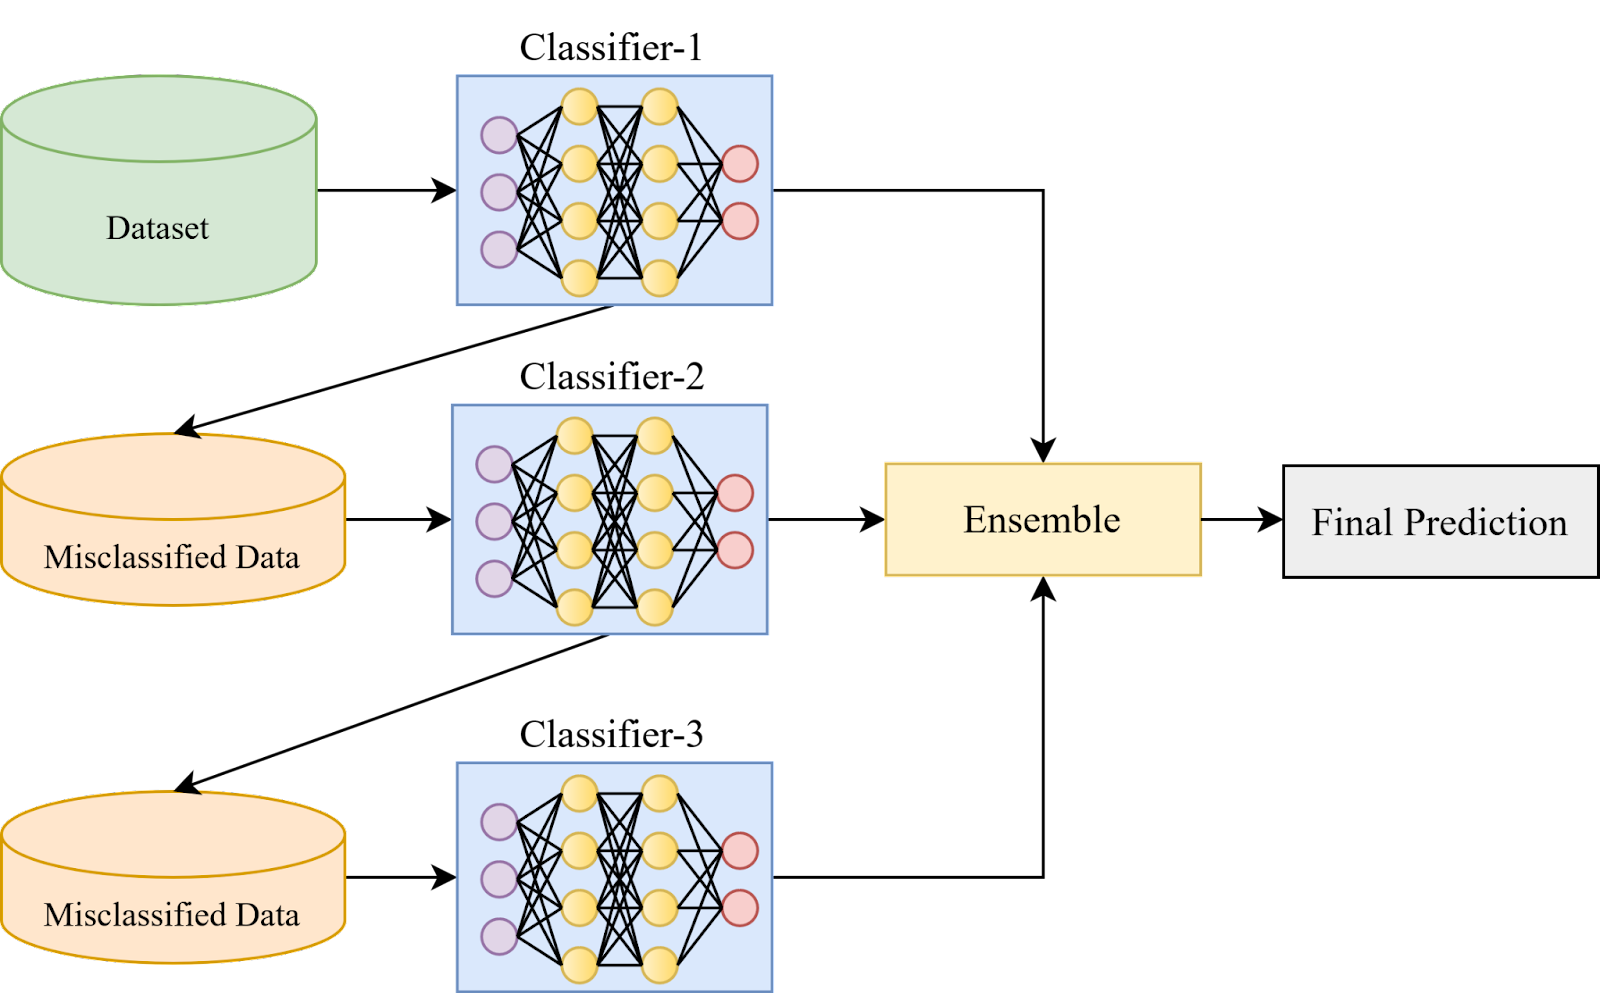 Classifier-1
Dataset
Classifier-2
Misclassified Data
Ensemble
Final Prediction
Classifier-3
Misclassified Data